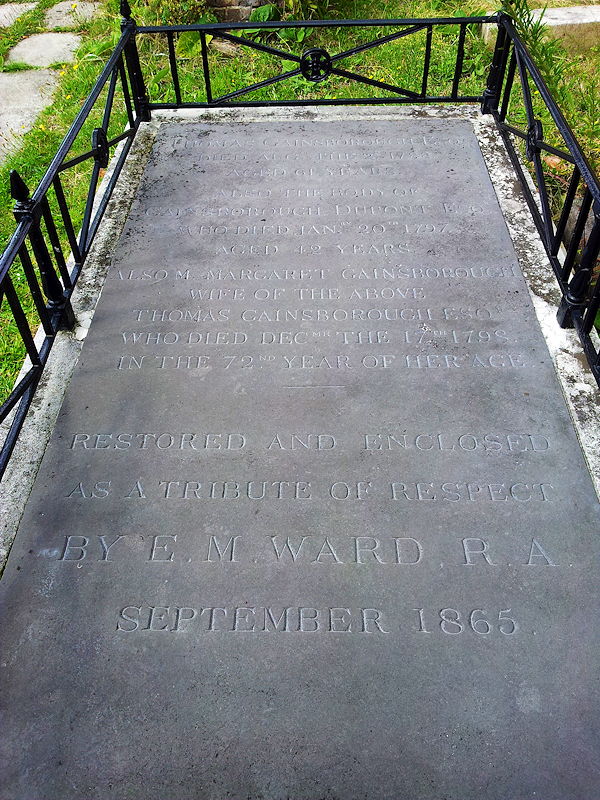 THOMAS GAINSBOROUGH ESQ.
DIED AUG. THE 2ND 1788
AGED 61 YEARS
ALSO THE BODY OF
GAINSBOROUGH DUPONT ESQ
WHO DIED JANRY 20TH 1797.
AGED 42 YEARS
ALSO M. MARGARET GAINSBOROUGH
WIFE OF THE ABOVE
THOMAS GAINSBOROUGH ESQ.
WHO DIED DECMR THE 17TH 1798.
IN THE 72ND YEAR OF HER AGE
RESTORED AND ENCLOSED
AS A TRIBUTE OF RESPECT
BY E. M. WARD, R. A.
SEPTEMBER 1865.